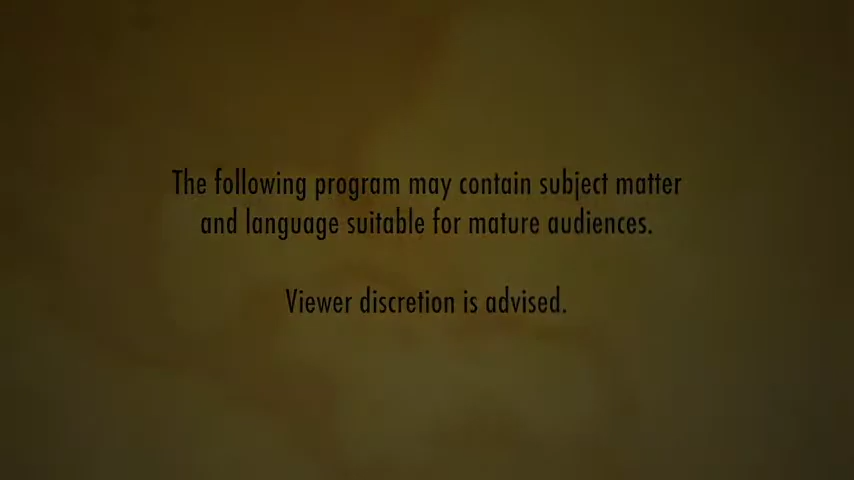 The following program may contain subject matter
and language suitable for mature audiences.
Viewer discretion is advised.